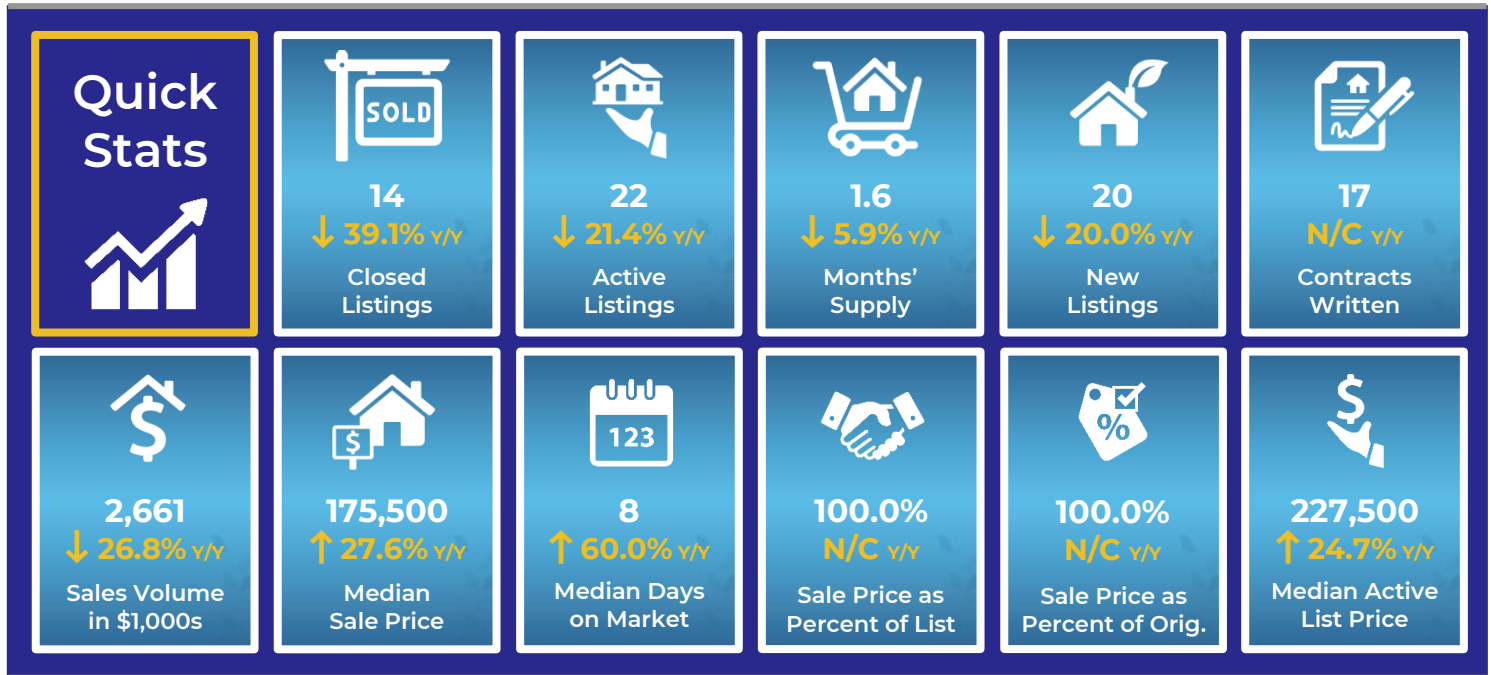 Quick
Stats
SOLD
14
↓ 39.1% Y/Y
Closed
Listings
22
↓ 21.4% Y/Y
Active
Listings
1.6
↓ 5.9% Y/Y
Months’
Supply
20
↓ 20.0% Y/Y
New
Listings
17
N/C Y/Y
Contracts
Written
$
2,661
↓ 26.8% Y/Y
Sales Volume
in $1,000s
$
175,500
↑ 27.6% Y/Y
Median
Sale Price
123
8
↑ 60.0% Y/Y
Median Days
on Market
100.0%
N/C Y/Y
Sale Price as
Percent of List
%
100.0%
N/C Y/Y
Sale Price as
Percent of Orig.
$
227,500
↑ 24.7% Y/Y
Median Active
List Price